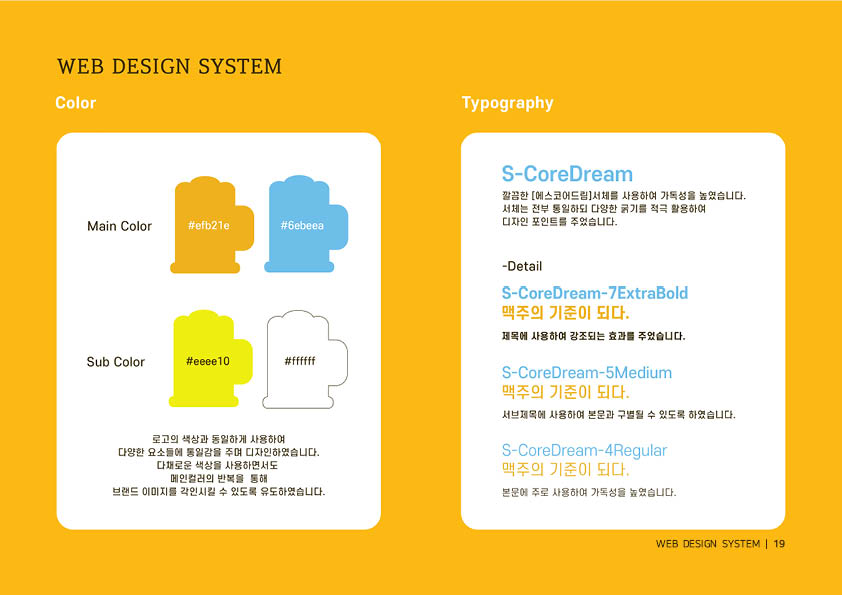 WEB DESIGN SYSTEM
Color
Main Color
#efb21e
#6ebeea
Sub Color
#eeee10
#ffffff
로고의 색상과 동일하게 사용하여
다양한 요소들에 통일감을 주며 디자인하였습니다.
다채로운 색상을 사용하면서도
메인컬러의 반복을 통해
브랜드 이미지를 각인시킬 수 있도록 유도하였습니다.
Typography
S-CoreDream
깔끔한 [에스코어드림]서체를 사용하여 가독성을 높였습니다.
서체는 전부 통일하되 다양한 굵기를 적극 활용하여
디자인 포인트를 주었습니다.
-Detail
S-CoreDream-7ExtraBold
맥주의 기준이 되다.
제목에 사용하여 강조되는 효과를 주었습니다.
S-CoreDream-5Medium
맥주의 기준이 되다.
서브제목에 사용하여 본문과 구별될 수 있도록 하였습니다.
S-CoreDream-4Regular
맥주의 기준이 되다.
본문에 주로 사용하여 가독성을 높였습니다.
WEB DESIGN SYSTEM | 19